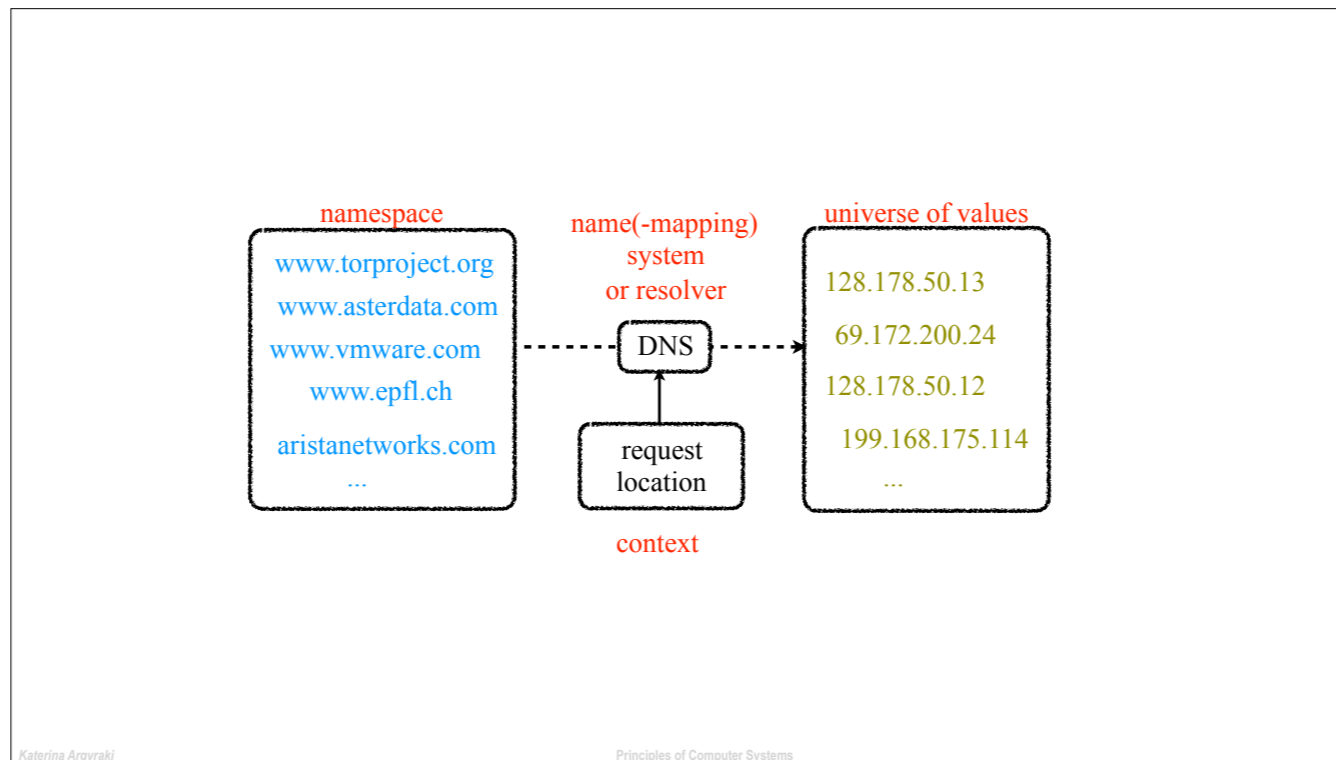 namespace
www.torproject.org
www.asterdata.com
www.vmware.com
www.epfl.ch
aristanetworks.com
...
name(-mapping)
system
or resolver
DNS
request
location
context
universe of values
128.178.50.13
69.172.200.24
128.178.50.12
199.168.175.114
...
Katerina Argyraki
Principles of Computer Systems